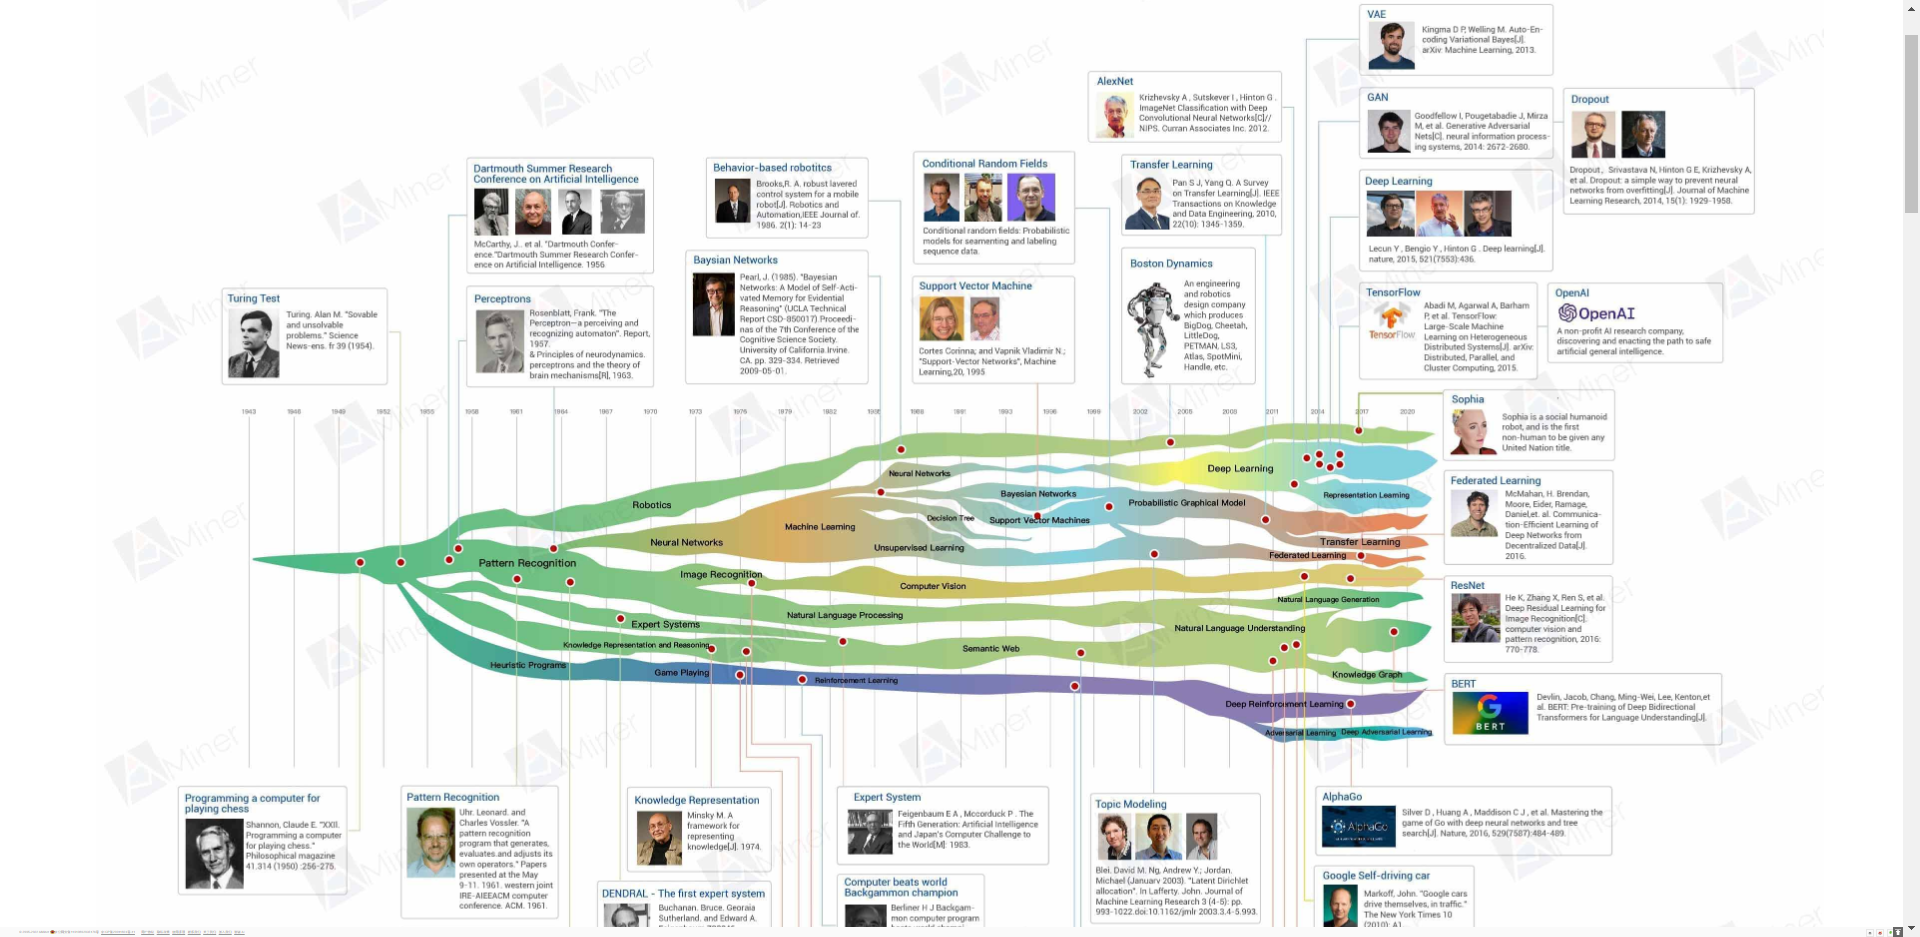 VAE
Kingma D P, Welling M. Auto-En-
coding Variational Bayes[J].
arXiv: Machine Learning, 2013.
AlexNet
Krizhevsky A , Sutskever I , Hinton G .
ImageNet Classification with Deep
Convolutional Neural Networks[C]//
NIPS. Curran Associates Inc. 2012.
GAN
Goodfellow I, Pougetabadie J, Mirza
M, et al. Generative Adversarial
Nets[C]. neural information process-
ing systems, 2014: 2672-2680.
Dropout
Dropout , Srivastava N, Hinton G E, Krizhevsky A,
et al. Dropout: a simple way to prevent neural
networks from overfitting[J]. Journal of Machine
Learning Research, 2014, 15(1): 1929-1958.
Dartmouth Summer Research
Conference on Artificial Intelligence
McCarthy, J.. et al. "Dartmouth Confer-
ence."Dartmouth Summer Research Confer-
ence on Artificial Intelligence. 1956
Behavior-based robotitcs
Brooks,R. A. robust lavered
control system for a mobile
robot[J]. Robotics and
Automation,IEEE Journal of.
1986. 2(1): 14-23
Conditional Random Fields
Conditional random fields: Probabilistic
models for seamenting and labeling
sequence data.
Transfer Learning
Pan S J, Yang Q. A Survey
on Transfer Learning[J]. IEEE
Transactions on Knowledge
and Data Engineering, 2010,
22(10): 1345-1359.
Deep Learning
Lecun Y , Bengio Y , Hinton G . Deep learning[J].
nature, 2015, 521(7553):436.
Baysian Networks
Pearl, J. (1985). "Bayesian
Networks: A Model of Self-Acti-
vated Memory for Evidential
Reasoning" (UCLA Technical
Report CSD-850017) Proceedi-
nas of the 7th Conference of the
Cognitive Science Society.
University of California Irvine.
CA. pp. 329-334. Retrieved
2009-05-01.
Support Vector Machine
Cortes Corinna; and Vapnik Vladimir N.;
"Support-Vector Networks", Machine
Learning,20, 1995
Boston Dynamics
An engineering
and robotics
design company
which produces
BigDog, Cheetah,
LittleDog,
PETMAN, LS3,
Atlas, SpotMini,
Handle, etc.
TensorFlow
TensorFlow
Abadi M, Agarwal A, Barham
P, et al. TensorFlow:
Large-Scale Machine
Learning on Heterogeneous
Distributed Systems[J]. arXiv:
Distributed, Parallel, and
Cluster Computing, 2015.
OpenAI
OpenAI
A non-profit AI research company,
discovering and enacting the path to safe
artificial general intelligence.
Turing Test
Turing. Alan M. "Sovable
and unsolvable
problems." Science
News-ens. fr 39 (1954).
Perceptrons
Rosenblatt, Frank. "The
Perceptron—a perceiving and
recognizing automaton". Report,
1957.
& Principles of neurodynamics.
perceptrons and the theory of
brain mechanisms[R], 1963.
1943 1946 1949 1952 1955 1958 1961 1964 1967 1970 1973 1976 1979 1982 1985 1988 1991 1993 1996 1999 2002 2005 2008 2011 2014 2017 2020
Sophia
Sophia is a social humanoid
robot, and is the first
non-human to be given any
United Nation title.
Federated Learning
McMahan, H. Brendan,
Moore, Eider, Ramage,
Daniel,et. al. Communica-
tion-Efficient Learning of
Deep Networks from
Decentralized Data[J].
2016.
ResNet
He K, Zhang X, Ren S, et al.
Deep Residual Learning for
Image Recognition[C].
computer vision and
pattern recognition, 2016:
770-778.
BERT
BERT
Devlin, Jacob, Chang, Ming-Wei, Lee, Kenton,et
al. BERT: Pre-training of Deep Bidirectional
Transformers for Language Understanding[J].
Robotics
Neural Networks
Deep Learning
Bayesian Networks
Representation Learning
Probabilistic Graphical Model
Decision Tree
Support Vector Machines
Machine Learning
Neural Networks
Unsupervised Learning
Transfer Learning
Federated Learning
Pattern Recognition
Image Recognition
Computer Vision
Natural Language Generation
Natural Language Processing
Expert Systems
Natural Language Understanding
Knowledge Representation and Reasoning
Semantic Web
Heuristic Programs
Game Playing
Reinforcement Learning
Knowledge Graph
Deep Reinforcement Learning
Adversarial Learning
Deep Adversarial Learning
Programming a computer for
playing chess
Shannon, Claude E. "XXII.
Programming a computer
for playing chess."
Philosophical magazine
41.314 (1950) :256-275.
Pattern Recognition
Uhr. Leonard. and
Charles Vossler. "A
pattern recognition
program that generates,
evaluates.and adjusts its
own operators." Papers
presented at the May
9-11. 1961. western joint
IRE-AIEEACM computer
conference. ACM. 1961.
Knowledge Representation
Minsky M. A
framework for
representing
knowledge[J]. 1974.
DENDRAL - The first expert system
Buchanan. Bruce. Georaia
Sutherland. and Edward A.
Expert System
Feigenbaum E A , Mccorduck P . The
Fifth Generation: Artificial Intelligence
and Japan's Computer Challenge to
the World[M]: 1983.
Computer beats world
Backgammon champion
Berliner H J Backgam-
mon computer program
Topic Modeling
Blei. David M. Ng, Andrew Y.; Jordan.
Michael (Januarv 2003). "Latent Dirichlet
allocation". In Lafferty. John. Journal of
Machine Learning Research 3 (4-5): pp.
993-1022.doi:10.1162/jmlr 2003.3.4-5.993.
AlphaGo
AlphaGo
Silver D , Huang A , Maddison C J , et al. Mastering the
game of Go with deep neural networks and tree
search[J]. Nature, 2016, 529(7587):484-489.
Google Self-driving car
Markoff, John. "Google cars
drive themselves, in traffic."
The New York Times 10
(2010): A1